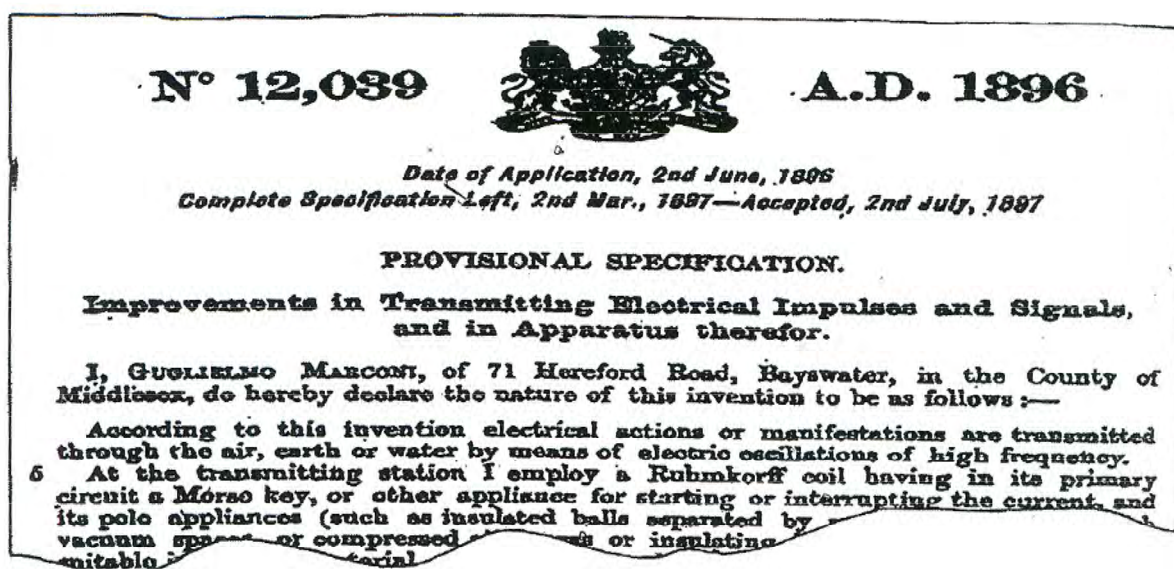 N° 12,039 A.D. 1896
Date of Application, 2nd June, 1896
Complete Specification Left, 2nd Mar., 1897—Accepted, 2nd July, 1897
PROVISIONAL SPECIFICATION.
Improvements in Transmitting Electrical Impulses and Signals,
and in Apparatus therefor.
I, GUGLIELMO MARCONI, of 71 Hereford Road, Bayswater, in the County of
Middlesex, do hereby declare the nature of this invention to be as follows:—
According to this invention electrical actions or manifestations are transmitted
through the air, earth or water by means of electric oscillations of high frequency.
5 At the transmitting station I employ a Ruhmkorff coil having in its primary
circuit a Morse key, or other appliance for starting or interrupting the current, and
its pole appliances (such as insulated balls separated by
vacuum spaces, or compressed or insulating
suitable